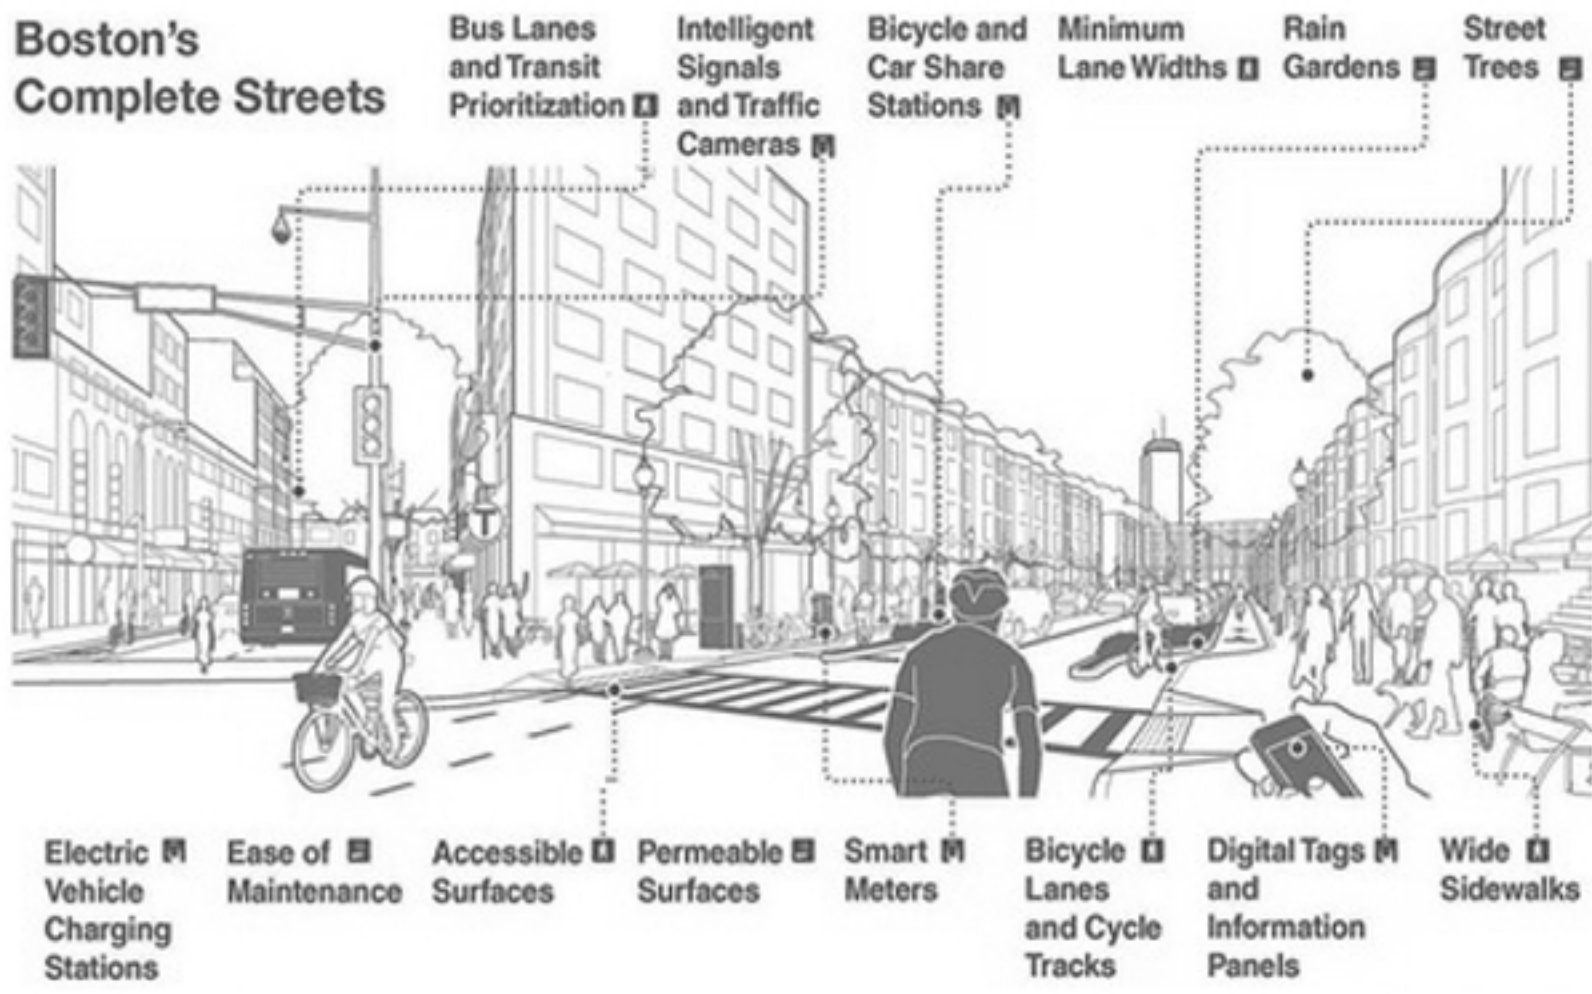 Boston's
Complete Streets
Bus Lanes
and Transit
Prioritization
Intelligent
Signals
and Traffic
Cameras
Bicycle and
Car Share
Stations
Minimum
Lane Widths
Rain
Gardens
Street
Trees
T
Electric
Vehicle
Charging
Stations
Ease of
Maintenance
Accessible
Surfaces
Permeable
Surfaces
Smart
Meters
Bicycle
Lanes
and Cycle
Tracks
Digital Tags
and
Information
Panels
Wide
Sidewalks